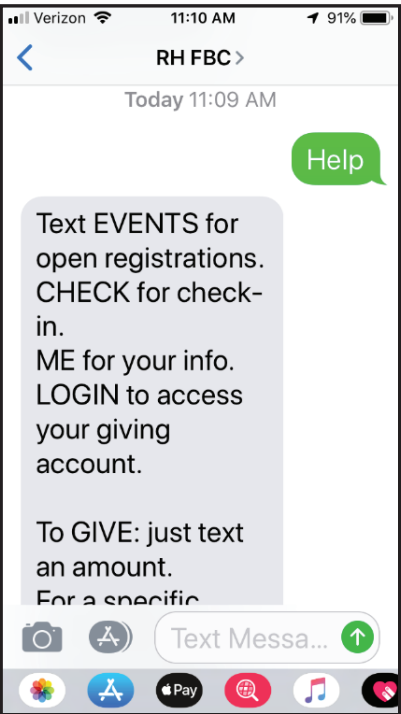 Verizon 11:10 AM 91%
RH FBC >
Today 11:09 AM
Help
Text EVENTS for
open registrations.
CHECK for check-
in.
ME for your info.
LOGIN to access
your giving
account.
To GIVE: just text
an amount.
For a specific
Text Messa...
Pay